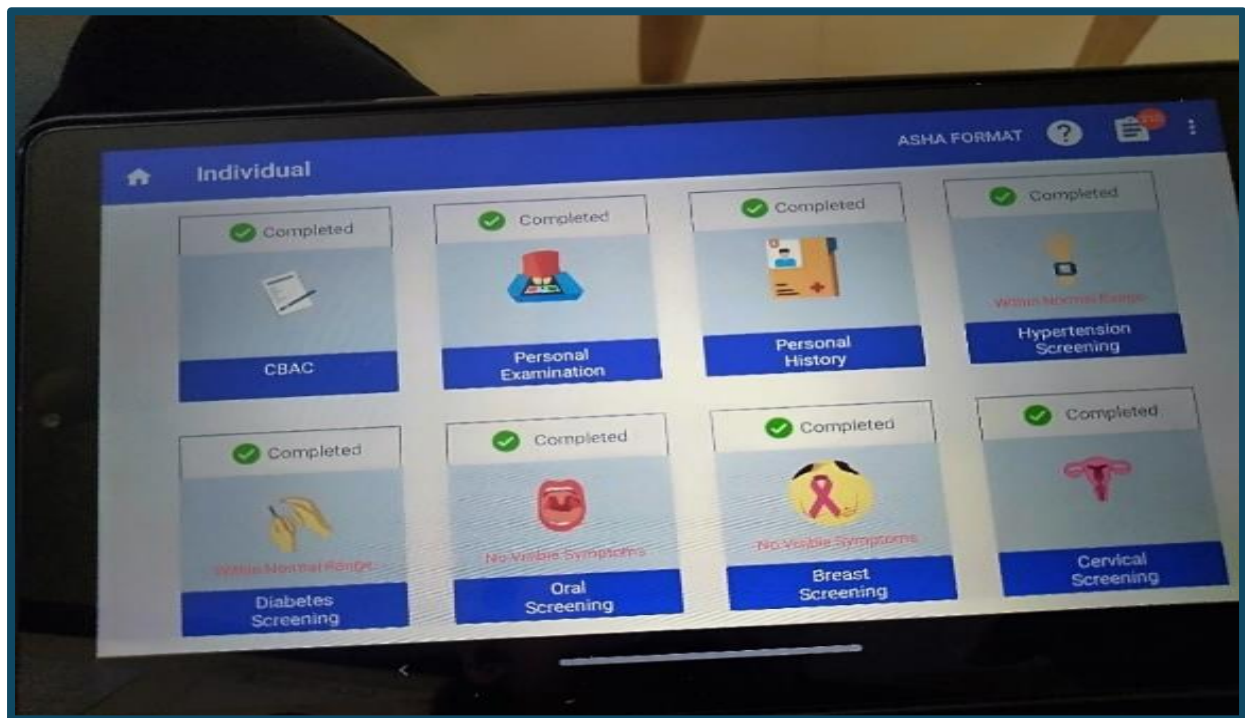 Individual
ASHA FORMAT
Completed
CBAC
Completed
Personal
Examination
Completed
Personal
History
Completed
Within Normal Range
Hypertension
Screening
Completed
Within Normal Range
Diabetes
Screening
Completed
No Visible Symptoms
Oral
Screening
Completed
No Visible Symptoms
Breast
Screening
Completed
Cervical
Screening